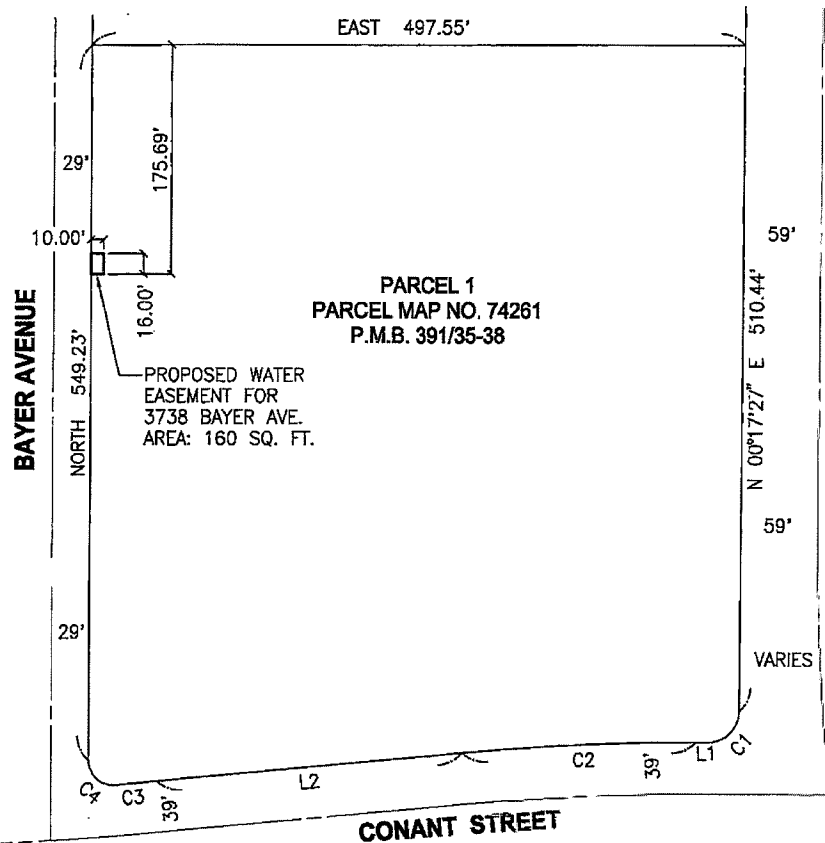 EAST 497.55'
29'
175.69'
10.00'
16.00'
59'
PARCEL 1
PARCEL MAP NO. 74261
P.M.B. 391/35-38
BAYER AVENUE
NORTH 549.23'
N 00°17'27" E 510.44'
PROPOSED WATER
EASEMENT FOR
3738 BAYER AVE.
AREA: 160 SQ. FT.
59'
29'
VARIES
C4
C3
39'
L2
C2
39'
L1
C1
CONANT STREET